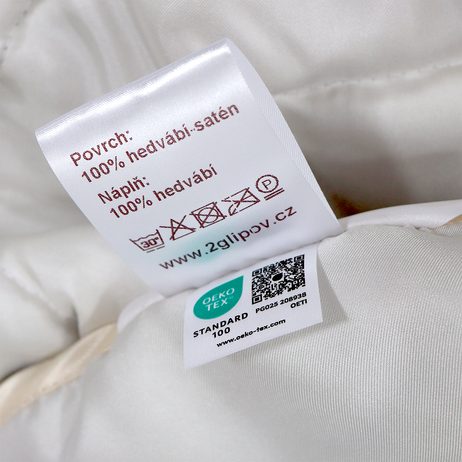 Povrch:
100% hedvábí-satén
Náplň:
100% hedvábí
30°
P
www.2glipov.cz
OEKO
TEX
STANDARD
100
PG025 208938
OETI
www.oeko-tex.com